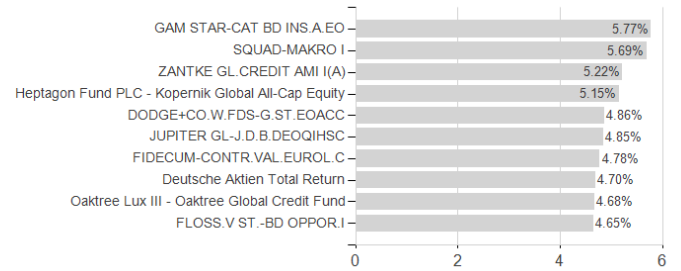 GAM STAR-CAT BD INS.A.EO 5.77%
SQUAD-MAKRO I 5.69%
ZANTKE GL.CREDIT AMI I(A) 5.22%
Heptagon Fund PLC - Kopernik Global All-Cap Equity 5.15%
DODGE+CO.W.FDS-G.ST.EOACC 4.86%
JUPITER GL-J.D.B.DEOQIHSC 4.85%
FIDECUM-CONTR.VAL.EUROL.C 4.78%
Deutsche Aktien Total Return 4.70%
Oaktree Lux III - Oaktree Global Credit Fund 4.68%
FLOSS.V ST.-BD OPPOR.I 4.65%
0 2 4 6